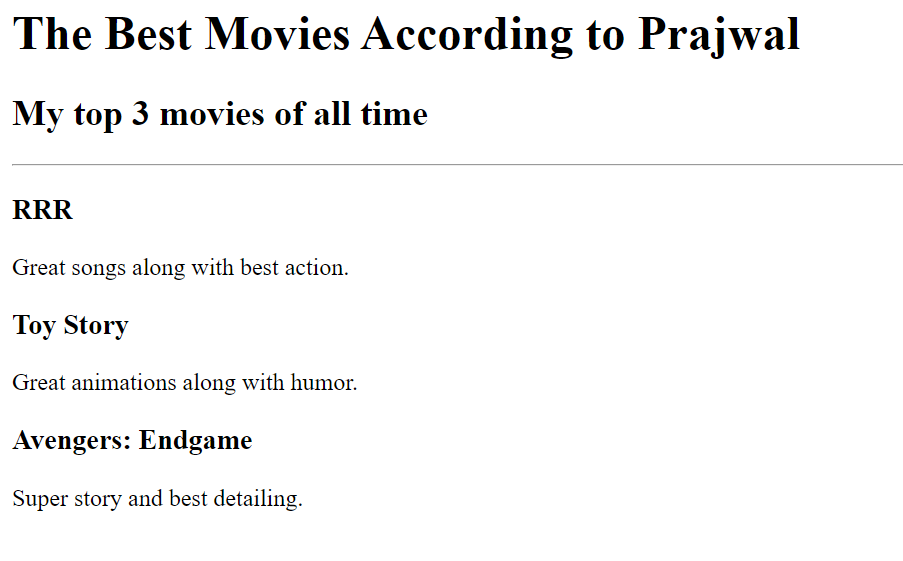 The Best Movies According to Prajwal
My top 3 movies of all time
RRR
Great songs along with best action.
Toy Story
Great animations along with humor.
Avengers: Endgame
Super story and best detailing.